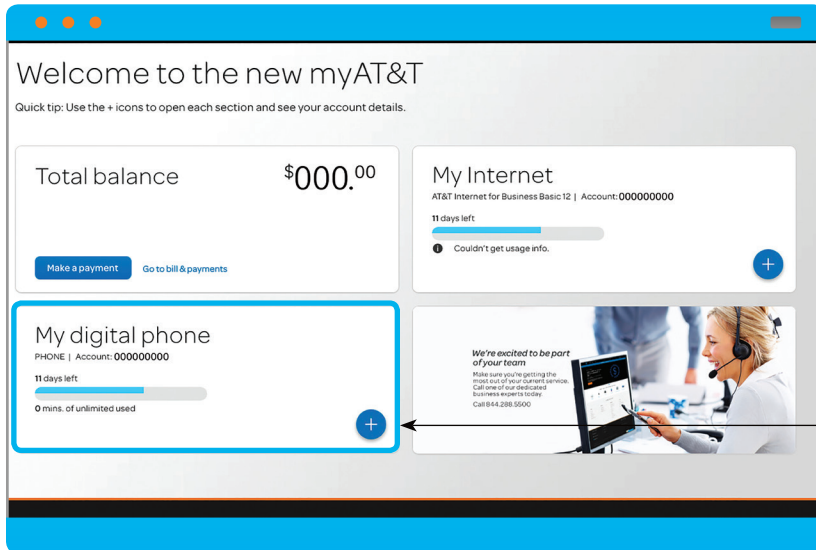 Welcome to the new myAT&T
Quick tip: Use the + icons to open each section and see your account details.
Total balance
$000.00
Make a payment
Go to bill & payments
My Internet
AT&T Internet for Business Basic 12 | Account: 000000000
11 days left
Couldn't get usage info.
My digital phone
PHONE | Account: 000000000
11 days left
0 mins. of unlimited used
We're excited to be part
of your team
Make sure you're getting the
most out of your current service.
Call one of our dedicated
business experts today.
Call 844.288.5500